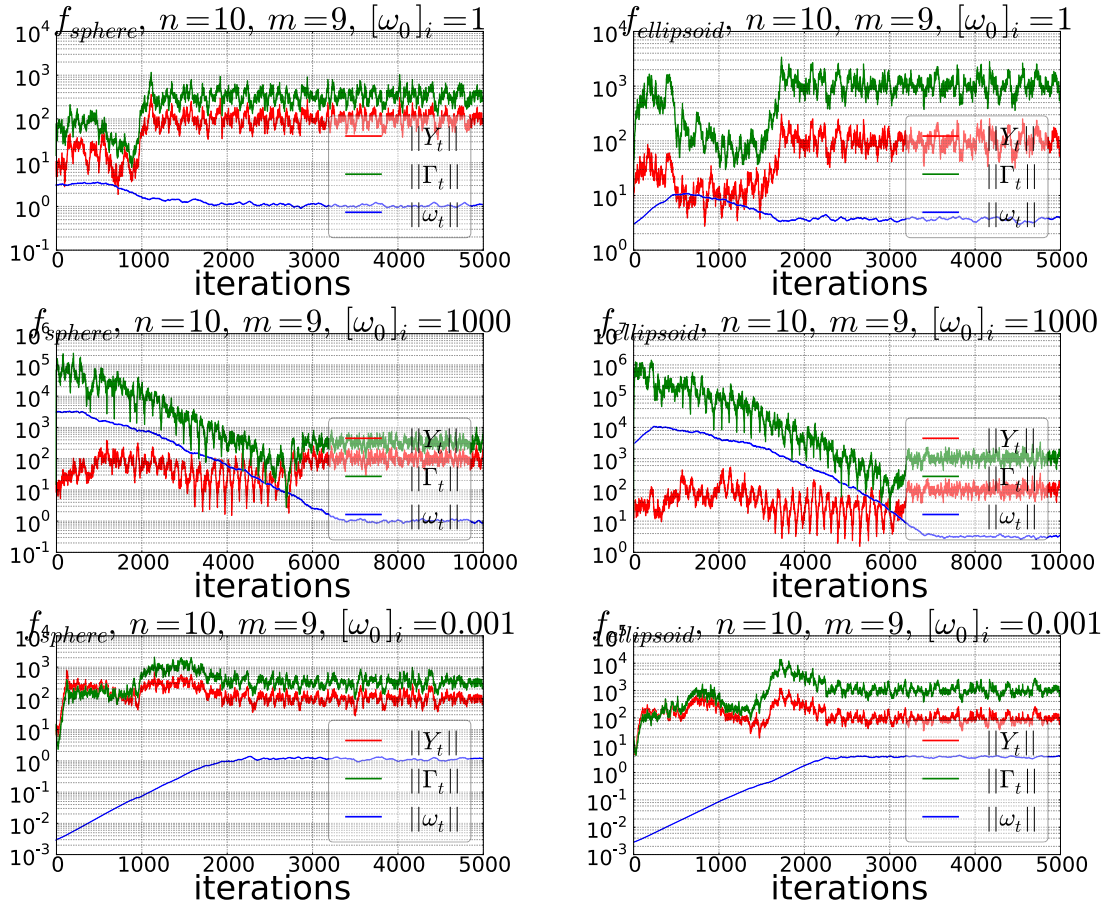 f_sphere, n=10, m=9, [ω_0]_i=1
10^4
10^3
10^2
10^1
10^0
10^-1
0 1000 2000 3000 4000 5000
iterations
||Y_t||
||Γ_t||
||ω_t||
f_ellipsoid, n=10, m=9, [ω_0]_i=1
10^4
10^3
10^2
10^1
10^0
0 1000 2000 3000 4000 5000
iterations
||Y_t||
||Γ_t||
||ω_t||
f_sphere, n=10, m=9, [ω_0]_i=1000
10^6
10^5
10^4
10^3
10^2
10^1
10^0
10^-1
0 2000 4000 6000 8000 10000
iterations
||Y_t||
||Γ_t||
||ω_t||
f_ellipsoid, n=10, m=9, [ω_0]_i=1000
10^7
10^6
10^5
10^4
10^3
10^2
10^1
10^0
0 2000 4000 6000 8000 10000
iterations
||Y_t||
||Γ_t||
||ω_t||
f_sphere, n=10, m=9, [ω_0]_i=0.001
10^4
10^3
10^2
10^1
10^0
10^-1
10^-2
10^-3
0 1000 2000 3000 4000 5000
iterations
||Y_t||
||Γ_t||
||ω_t||
f_ellipsoid, n=10, m=9, [ω_0]_i=0.001
10^5
10^4
10^3
10^2
10^1
10^0
10^-1
10^-2
10^-3
0 1000 2000 3000 4000 5000
iterations
||Y_t||
||Γ_t||
||ω_t||